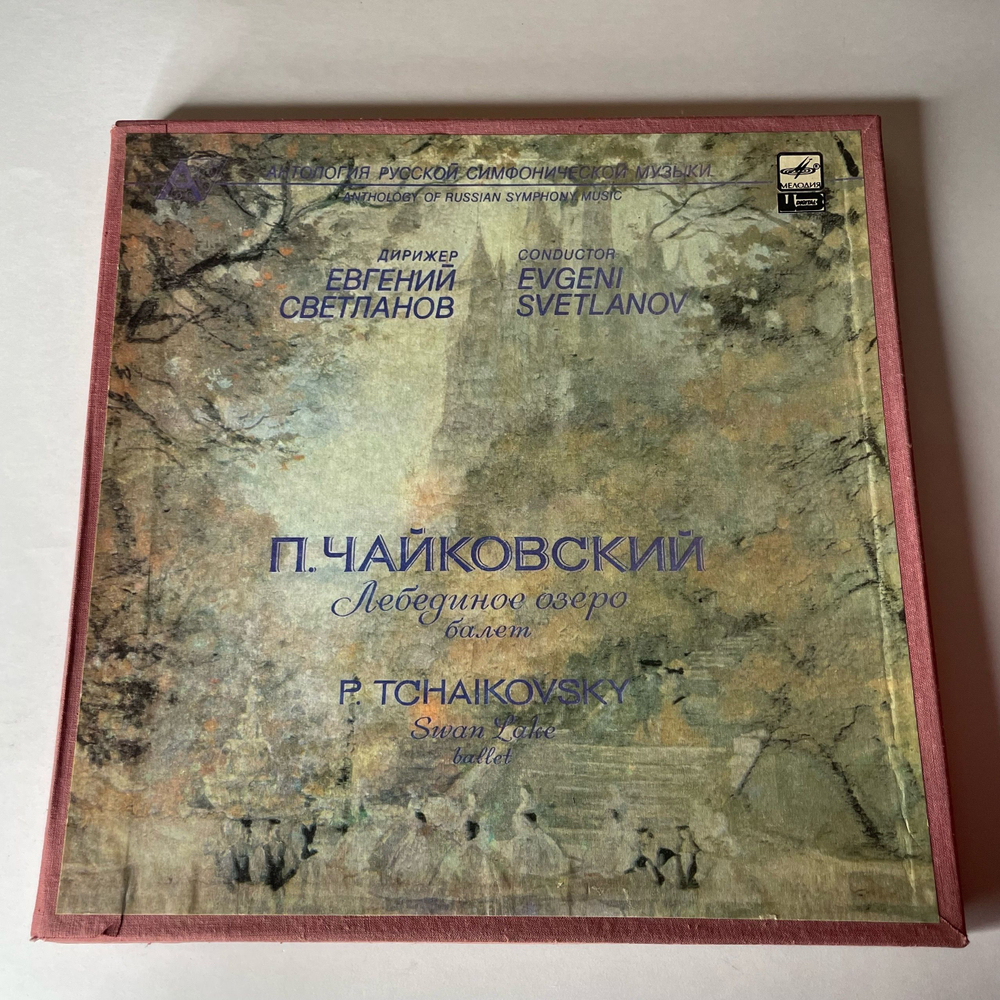 АНТОЛОГИЯ РУССКОЙ СИМФОНИЧЕСКОЙ МУЗЫКИ
ANTHOLOGY OF RUSSIAN SYMPHONY MUSIC
МЕЛОДИЯ
ДИРИЖЕР
ЕВГЕНИЙ
СВЕТЛАНОВ
CONDUCTOR
EVGENI
SVETLANOV
П. ЧАЙКОВСКИЙ
Лебединое озеро
балет
P. TCHAIKOVSKY
Swan Lake
ballet